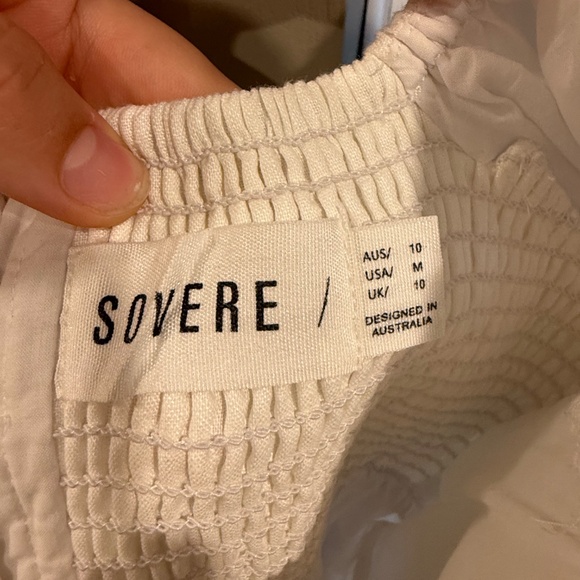 SOVERE /
AUS/ 10
USA/ M
UK/ 10
DESIGNED IN
AUSTRALIA